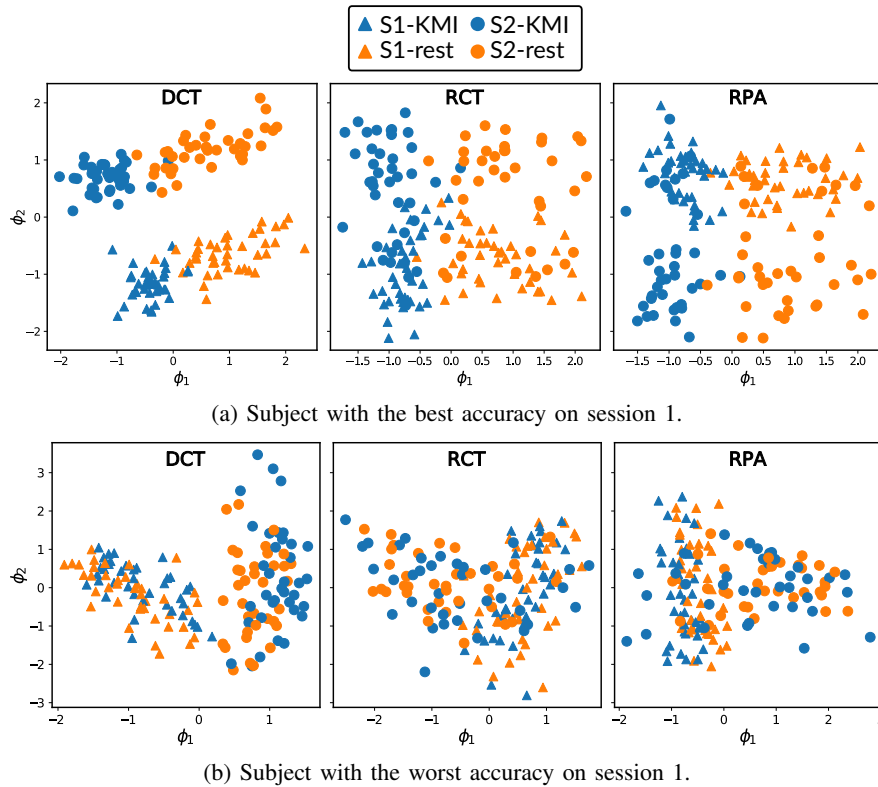 S1-KMI S2-KMI
S1-rest S2-rest
DCT RCT RPA
2
1
0
−1
−2
ϕ2
−2 −1 0 1 2
−1.5 −1.0 −0.5 0.0 0.5 1.0 1.5 2.0
−1.5 −1.0 −0.5 0.0 0.5 1.0 1.5 2.0
ϕ1 ϕ1 ϕ1
(a) Subject with the best accuracy on session 1.
DCT RCT RPA
3
2
1
0
−1
−2
−3
ϕ2
−2 −1 0 1
−2 −1 0 1 2
−2 −1 0 1 2
ϕ1 ϕ1 ϕ1
(b) Subject with the worst accuracy on session 1.